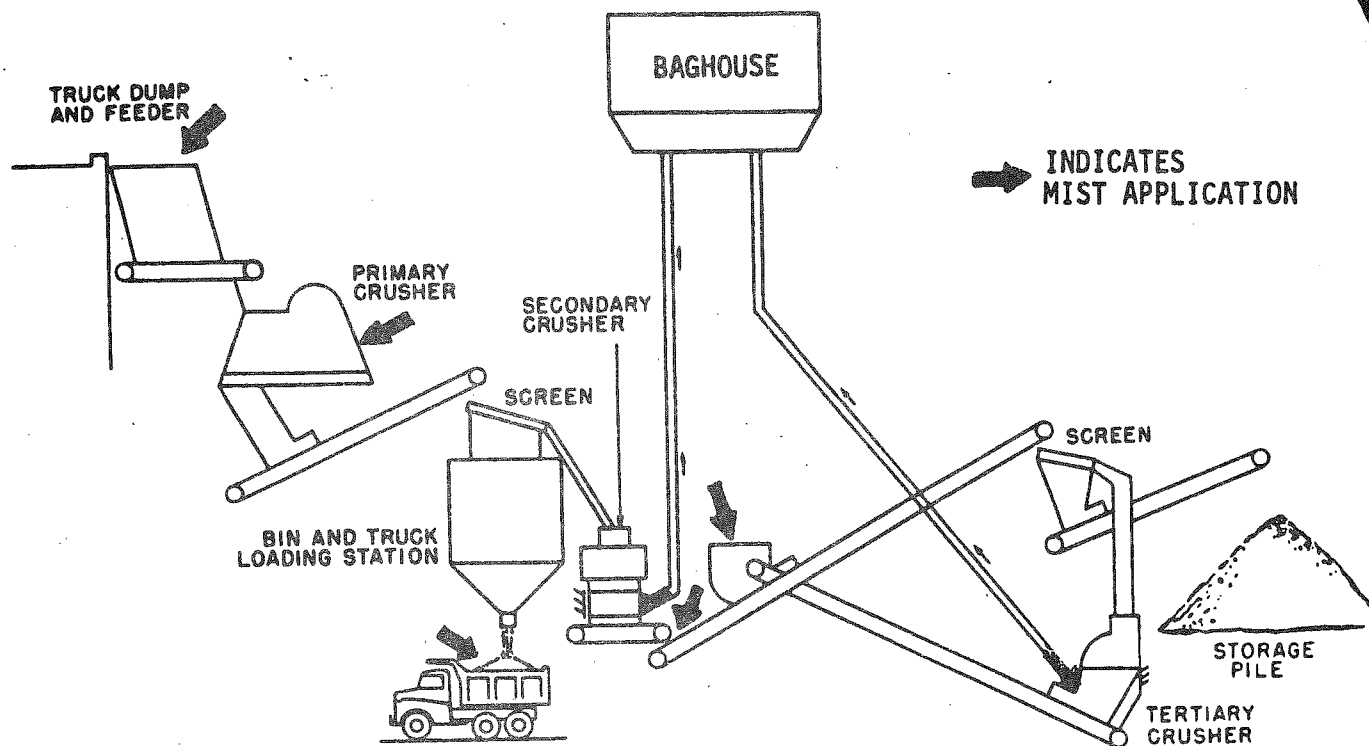 BAGHOUSE
TRUCK DUMP
AND FEEDER
INDICATES
MIST APPLICATION
PRIMARY
CRUSHER
SECONDARY
CRUSHER
SCREEN
SCREEN
BIN AND TRUCK
LOADING STATION
STORAGE
PILE
TERTIARY
CRUSHER